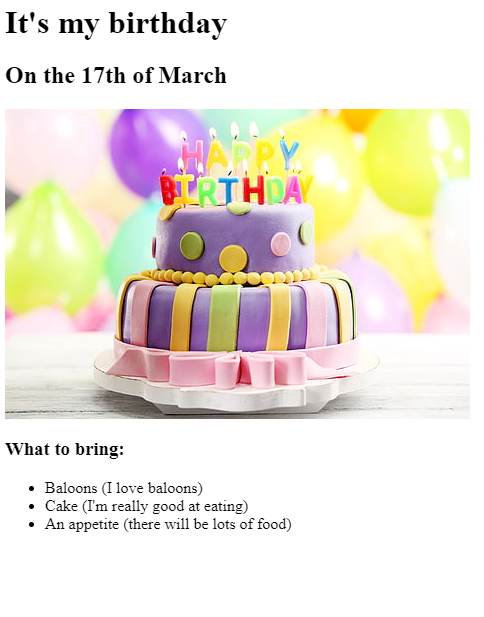 It's my birthday
On the 17th of March
HAPPY
BIRTHDAY
What to bring:
Baloons (I love baloons)
Cake (I'm really good at eating)
An appetite (there will be lots of food)